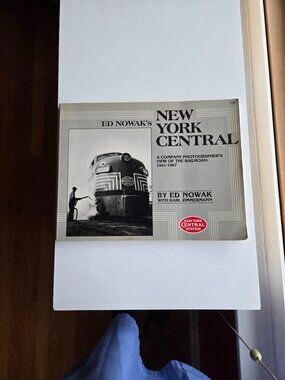 ED NOWAK'S
NEW
YORK
CENTRAL
A COMPANY PHOTOGRAPHER'S
VIEW OF THE RAILROAD:
1941-1967
BY ED NOWAK
WITH KARL ZIMMERMANN
NEW YORK
CENTRAL
SYSTEM